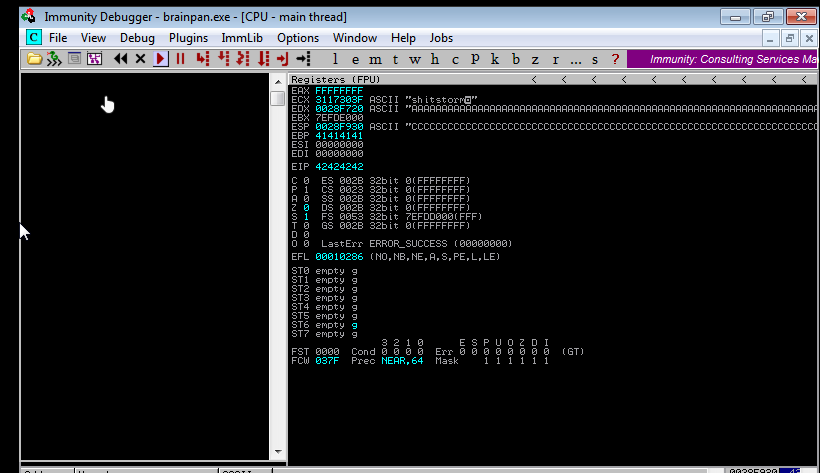 Immunity Debugger - brainpan.exe - [CPU - main thread]
C File View Debug Plugins ImmLib Options Window Help Jobs
l e m t w h c p k b z r ... s ? Immunity: Consulting Services Ma
Registers (FPU) < < < < < < < < < <
EAX FFFFFFFF
ECX 3117303F ASCII "shitstorm"
EDX 0028F720 ASCII "AAAAAAAAAAAAAAAAAAAAAAAAAAAAAAAAAAAAAAAAAAAAAAAAAA
EBX 7EFDE000
ESP 0028F930 ASCII "CCCCCCCCCCCCCCCCCCCCCCCCCCCCCCCCCCCCCCCCCCCCCCCCCC
EBP 41414141
ESI 00000000
EDI 00000000
EIP 42424242
C 0 ES 002B 32bit 0(FFFFFFFF)
P 1 CS 0023 32bit 0(FFFFFFFF)
A 0 SS 002B 32bit 0(FFFFFFFF)
Z 0 DS 002B 32bit 0(FFFFFFFF)
S 1 FS 0053 32bit 7EFDD000(FFF)
T 0 GS 002B 32bit 0(FFFFFFFF)
D 0
O 0 LastErr ERROR_SUCCESS (00000000)
EFL 00010286 (NO,NB,NE,A,S,PE,L,LE)
ST0 empty g
ST1 empty g
ST2 empty g
ST3 empty g
ST4 empty g
ST5 empty g
ST6 empty g
ST7 empty g
3 2 1 0 E S P U O Z D I
FST 0000 Cond 0 0 0 0 Err 0 0 0 0 0 0 0 0 (GT)
FCW 037F Prec NEAR,64 Mask 1 1 1 1 1 1